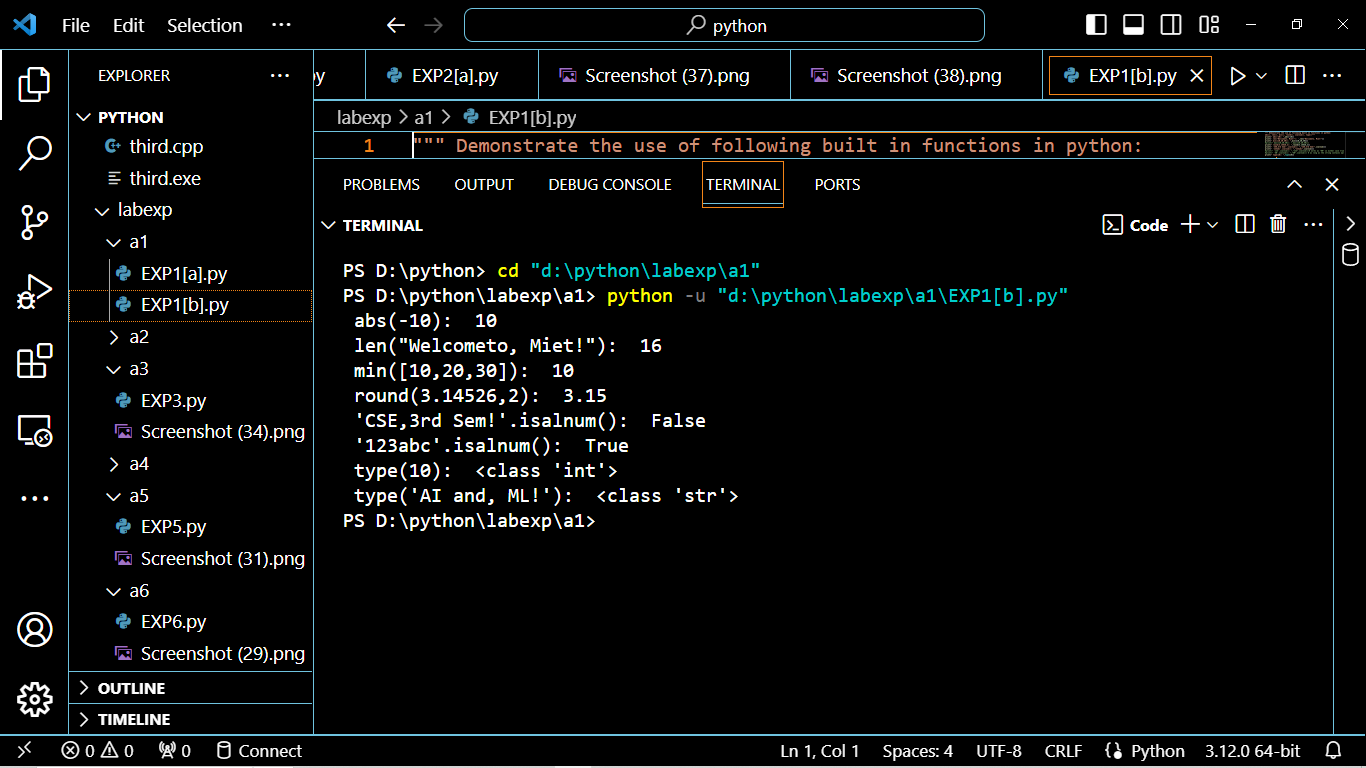 File Edit Selection ···
python
EXPLORER ···
PYTHON
third.cpp
third.exe
labexp
a1
EXP1[a].py
EXP1[b].py
a2
a3
EXP3.py
Screenshot (34).png
a4
a5
EXP5.py
Screenshot (31).png
a6
EXP6.py
Screenshot (29).png
OUTLINE
TIMELINE
y EXP2[a].py Screenshot (37).png Screenshot (38).png EXP1[b].py
labexp > a1 > EXP1[b].py
1 """ Demonstrate the use of following built in functions in python:
PROBLEMS OUTPUT DEBUG CONSOLE TERMINAL PORTS
TERMINAL Code
PS D:\python> cd "d:\python\labexp\a1"
PS D:\python\labexp\a1> python -u "d:\python\labexp\a1\EXP1[b].py"
abs(-10):  10
len("Welcometo, Miet!"):  16
min([10,20,30]):  10
round(3.14526,2):  3.15
'CSE,3rd Sem!'.isalnum():  False
'123abc'.isalnum():  True
type(10):  <class 'int'>
type('AI and, ML!'):  <class 'str'>
PS D:\python\labexp\a1>
0 0 0 Connect Ln 1, Col 1 Spaces: 4 UTF-8 CRLF Python 3.12.0 64-bit